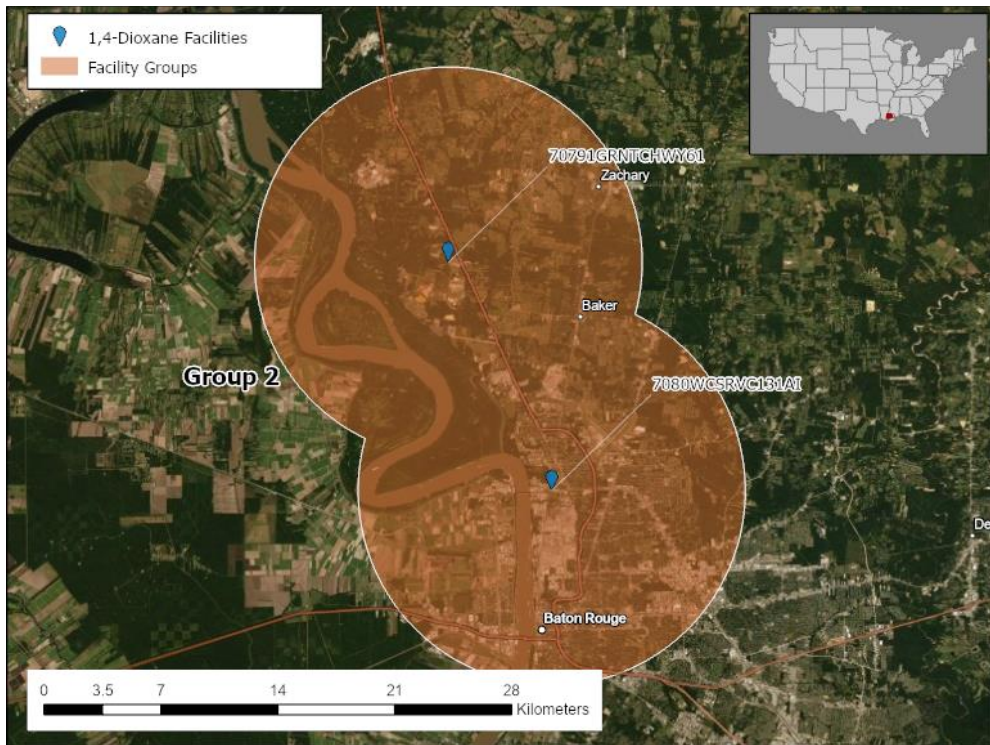 1,4-Dioxane Facilities
Facility Groups
70791GRNTCHWY61
Zachary
Baker
Group 2
7080WCSRVC131AI
De
Baton Rouge
0 3.5 7 14 21 28
Kilometers